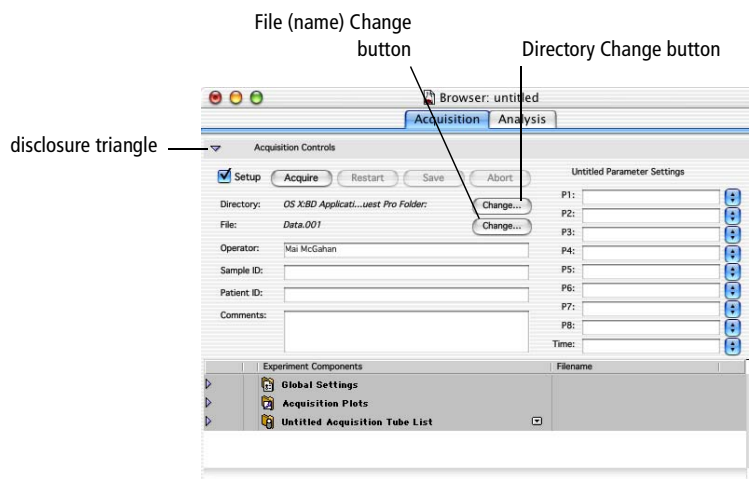 File (name) Change
button
Directory Change button
Browser: untitled
Acquisition Analysis
disclosure triangle
Acquisition Controls
Setup Acquire Restart Save Abort
Untitled Parameter Settings
Directory: OS X:BD Applicati...uest Pro Folder: Change...
File: Data.001 Change...
Operator: Mai McGahan
Sample ID:
Patient ID:
Comments:
P1:
P2:
P3:
P4:
P5:
P6:
P7:
P8:
Time:
Experiment Components Filename
Global Settings
Acquisition Plots
Untitled Acquisition Tube List